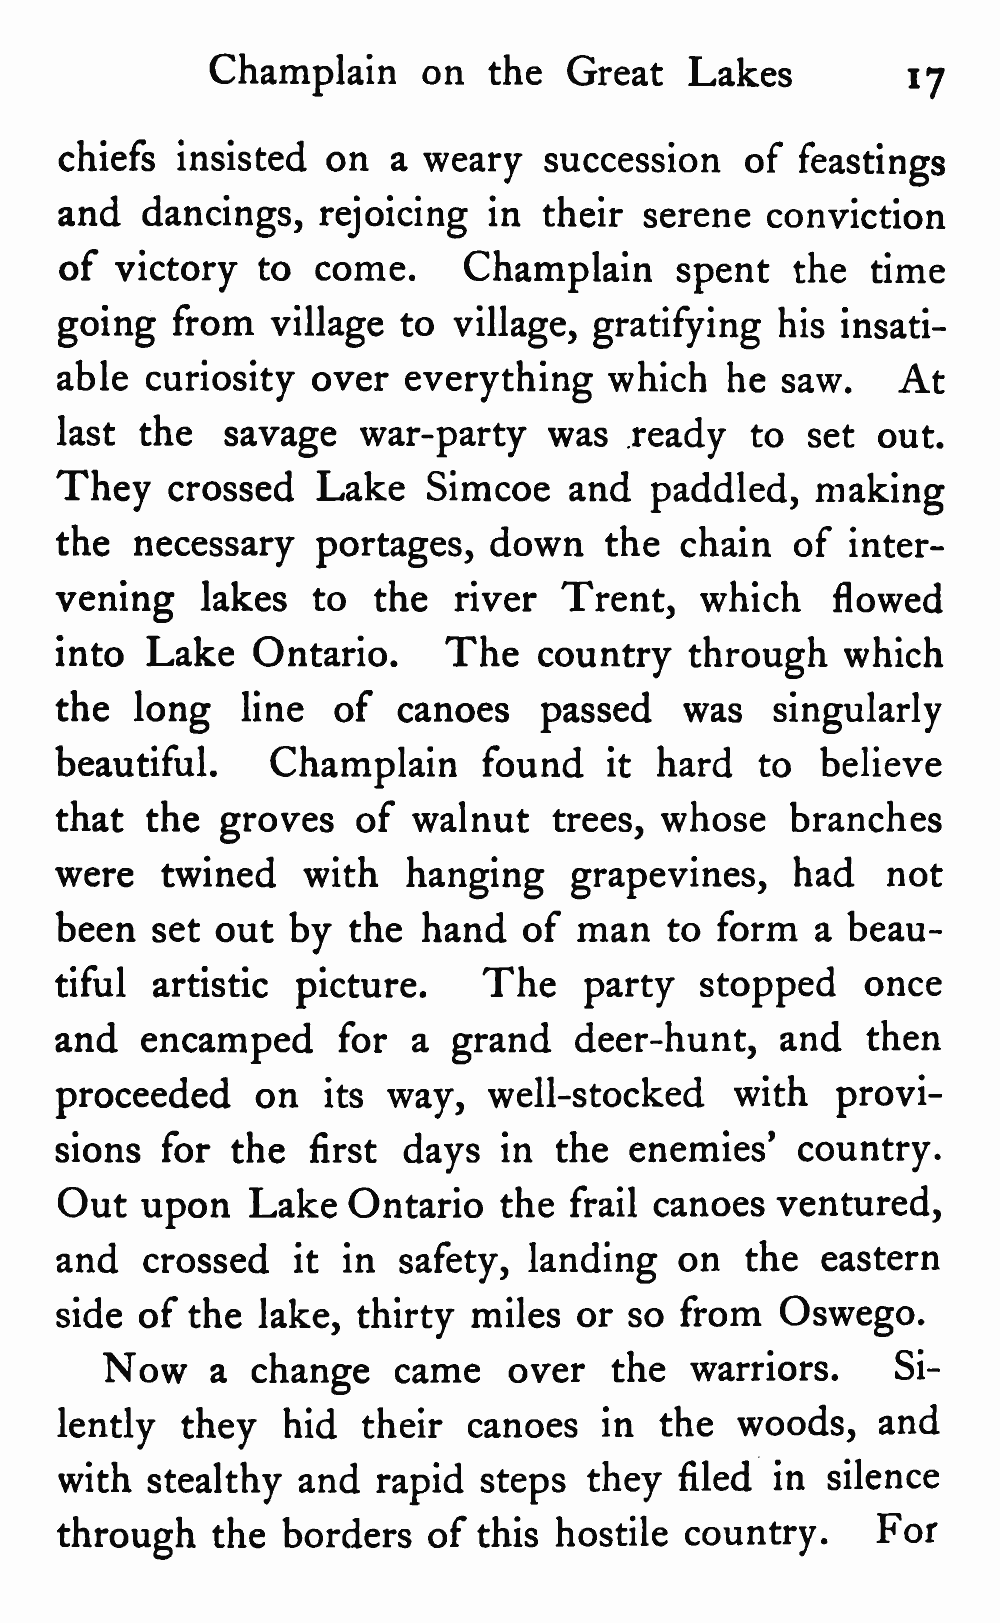 Champlain on the Great Lakes 17
chiefs insisted on a weary succession of feastings
and dancings, rejoicing in their serene conviction
of victory to come. Champlain spent the time
going from village to village, gratifying his insati-
able curiosity over everything which he saw. At
last the savage war-party was ready to set out.
They crossed Lake Simcoe and paddled, making
the necessary portages, down the chain of inter-
vening lakes to the river Trent, which flowed
into Lake Ontario. The country through which
the long line of canoes passed was singularly
beautiful. Champlain found it hard to believe
that the groves of walnut trees, whose branches
were twined with hanging grapevines, had not
been set out by the hand of man to form a beau-
tiful artistic picture. The party stopped once
and encamped for a grand deer-hunt, and then
proceeded on its way, well-stocked with provi-
sions for the first days in the enemies' country.
Out upon Lake Ontario the frail canoes ventured,
and crossed it in safety, landing on the eastern
side of the lake, thirty miles or so from Oswego.
Now a change came over the warriors. Si-
lently they hid their canoes in the woods, and
with stealthy and rapid steps they filed in silence
through the borders of this hostile country. For